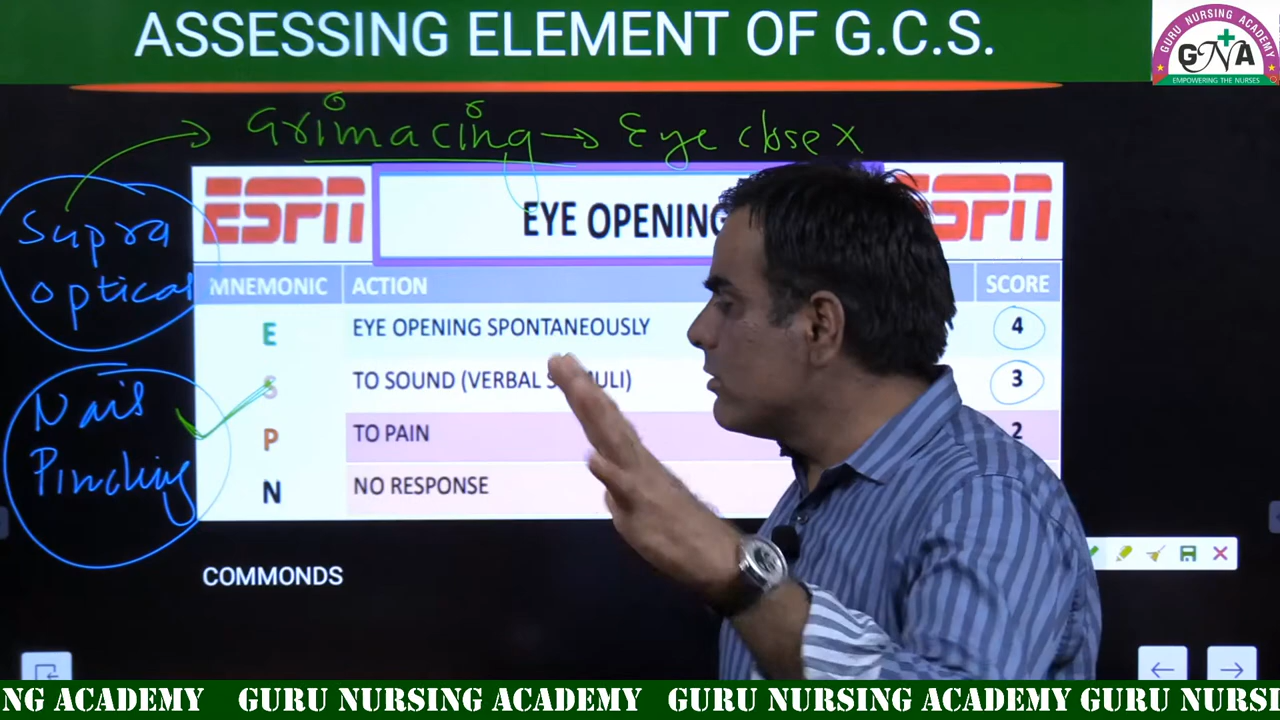 ASSESSING ELEMENT OF G.C.S.
GURU NURSING ACADEMY
GNA
EMPOWERING THE NURSES
Grimacing → Eye close x
Supra
optical
ESPN
EYE OPENING
ESPN
MNEMONIC ACTION SCORE
E EYE OPENING SPONTANEOUSLY 4
S TO SOUND (VERBAL 3
P TO PAIN 2
N NO RESPONSE
Pinching
COMMONDS
NG ACADEMY GURU NURSING ACADEMY GURU NURSING ACADEMY GURU NURSI